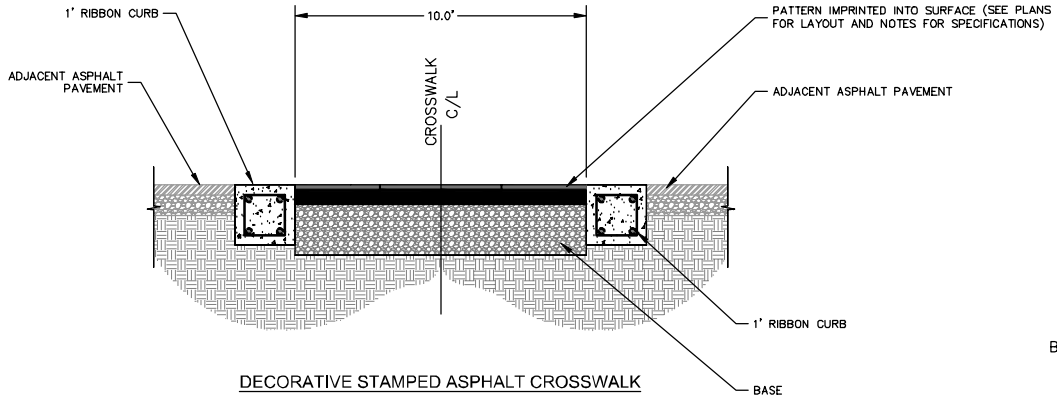 1' RIBBON CURB
10.0'
PATTERN IMPRINTED INTO SURFACE (SEE PLANS
FOR LAYOUT AND NOTES FOR SPECIFICATIONS)
ADJACENT ASPHALT
PAVEMENT
CROSSWALK
C/L
ADJACENT ASPHALT PAVEMENT
1' RIBBON CURB
B
DECORATIVE STAMPED ASPHALT CROSSWALK
BASE